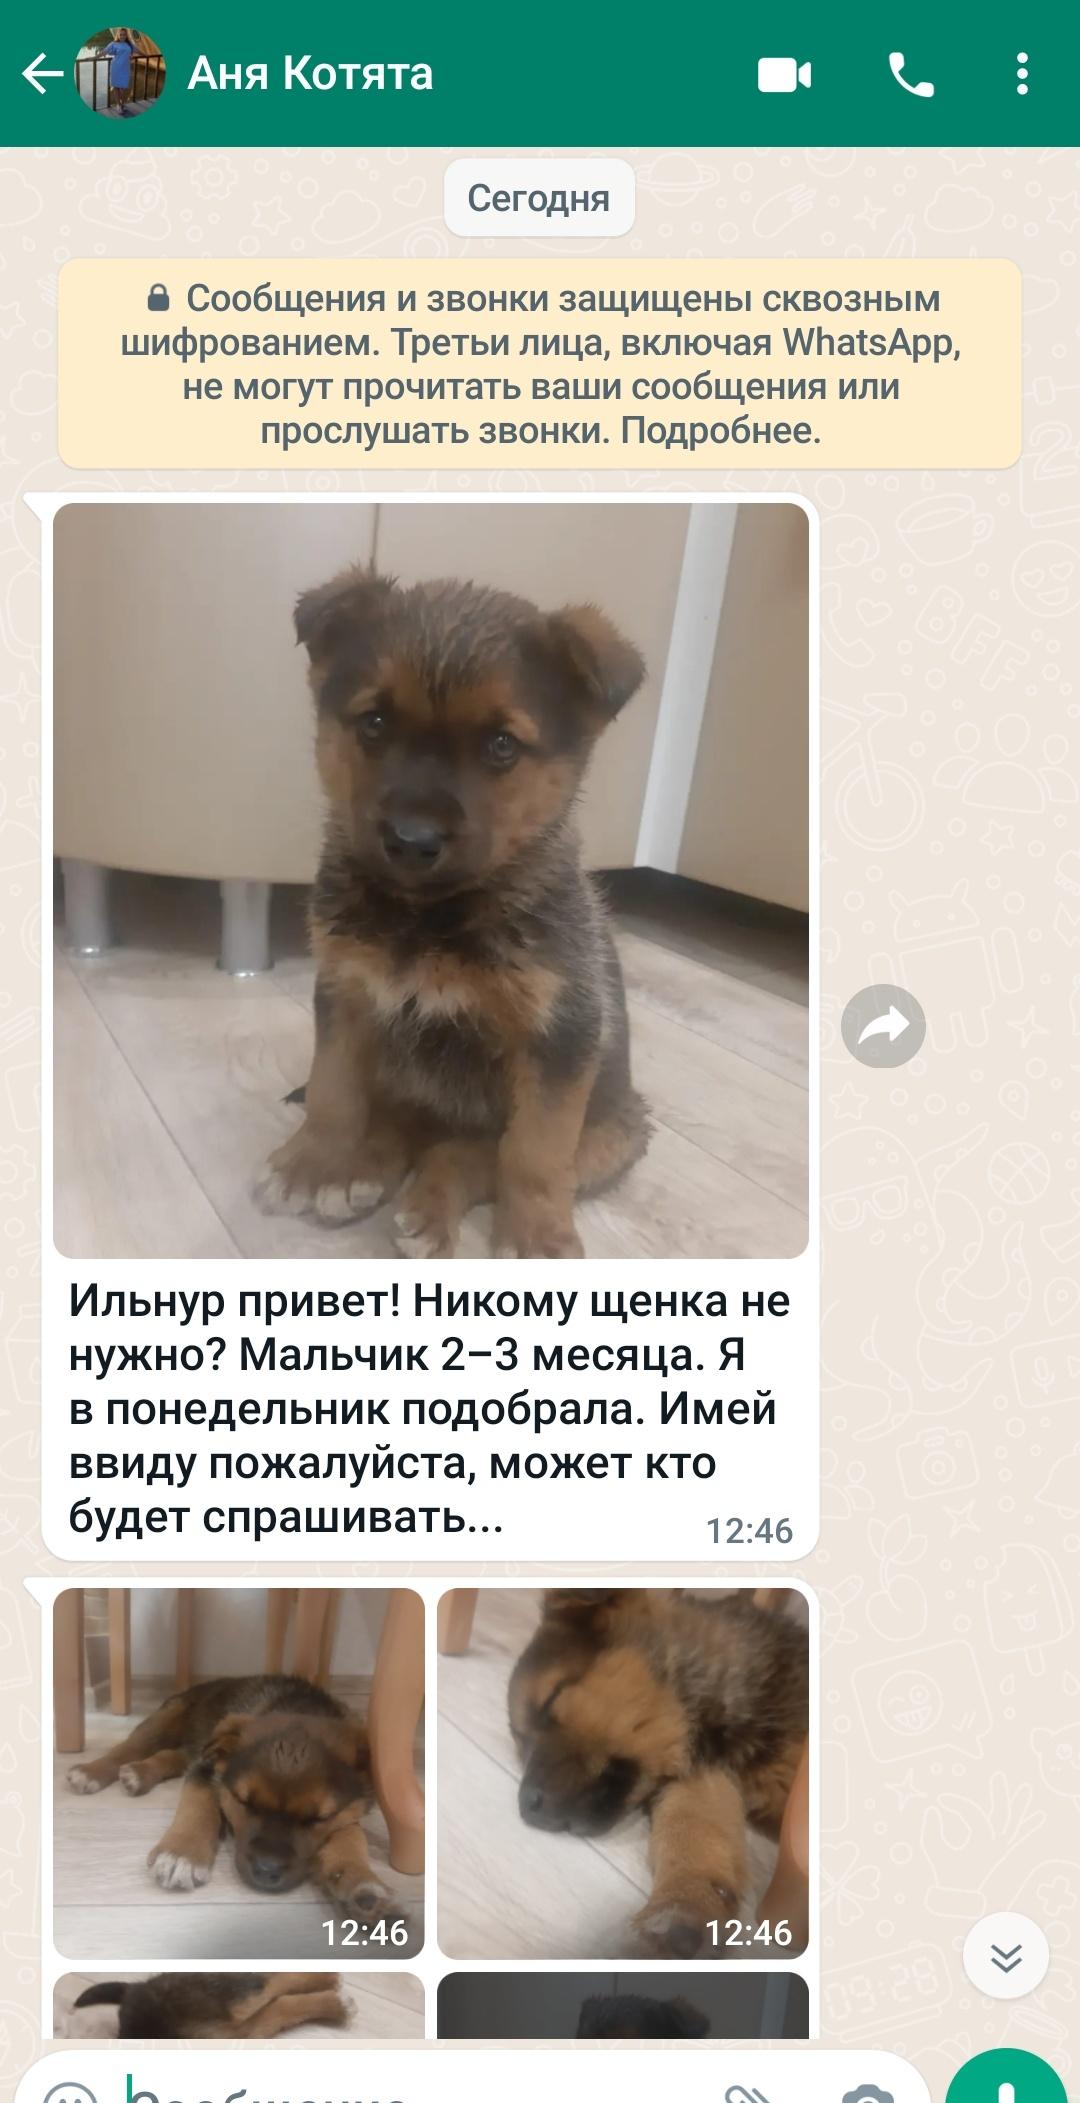 Аня Котята
Сегодня
Сообщения и звонки защищены сквозным
шифрованием. Третьи лица, включая WhatsApp,
не могут прочитать ваши сообщения или
прослушать звонки. Подробнее.
Ильнур привет! Никому щенка не
нужно? Мальчик 2–3 месяца. Я
в понедельник подобрала. Имей
ввиду пожалуйста, может кто
будет спрашивать...
12:46
12:46
12:46